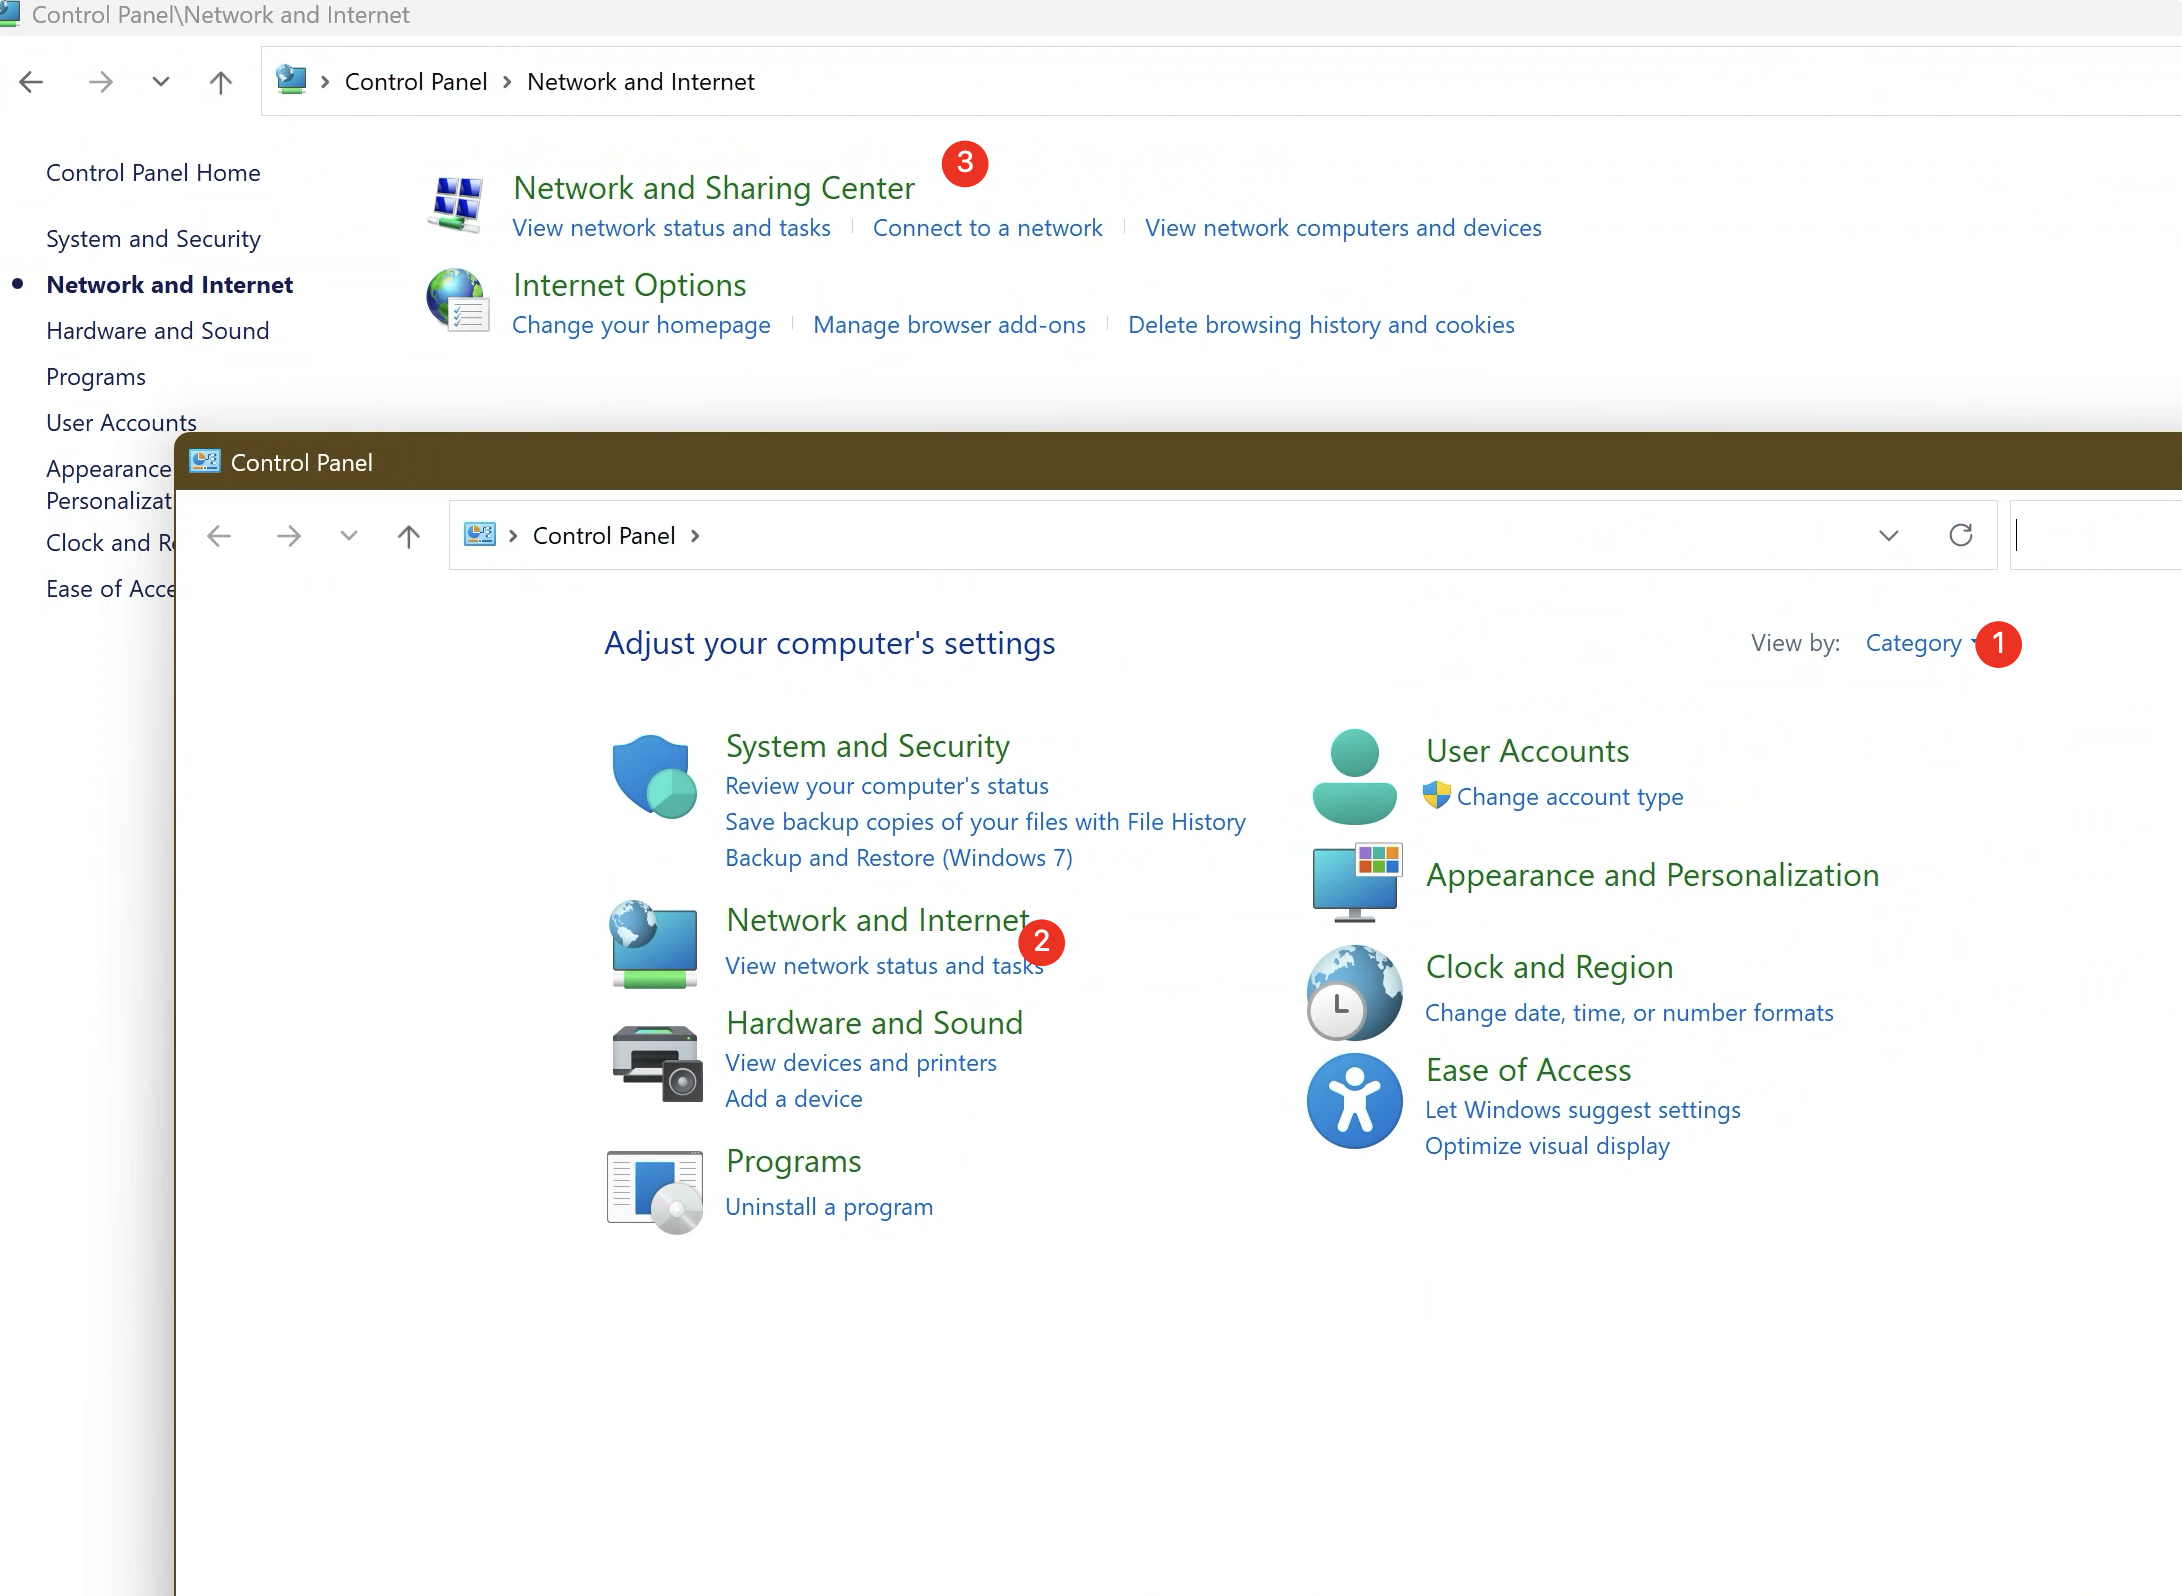 Control Panel\Network and Internet
Control Panel > Network and Internet
Control Panel Home
System and Security
Network and Internet
Hardware and Sound
Programs
User Accounts
Appearance
Personalizat
Clock and Re
Ease of Acce
3
Network and Sharing Center
View network status and tasks
Connect to a network
View network computers and devices
Internet Options
Change your homepage
Manage browser add-ons
Delete browsing history and cookies
Control Panel
Control Panel >
Adjust your computer's settings
View by: Category
1
System and Security
Review your computer's status
Save backup copies of your files with File History
Backup and Restore (Windows 7)
Network and Internet
2
View network status and tasks
Hardware and Sound
View devices and printers
Add a device
Programs
Uninstall a program
User Accounts
Change account type
Appearance and Personalization
Clock and Region
Change date, time, or number formats
Ease of Access
Let Windows suggest settings
Optimize visual display